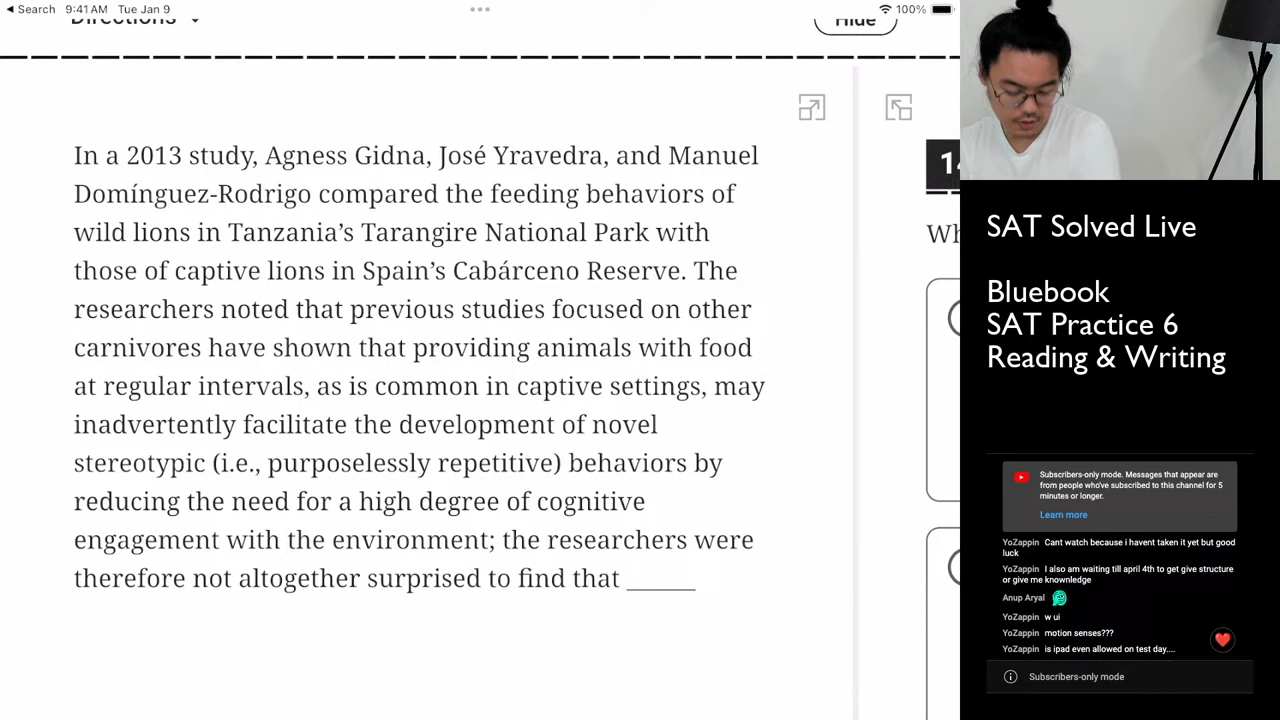 Search 9:41 AM Tue Jan 9
100%
Directions
Hide
In a 2013 study, Agness Gidna, José Yravedra, and Manuel
Domínguez-Rodrigo compared the feeding behaviors of
wild lions in Tanzania’s Tarangire National Park with
those of captive lions in Spain’s Cabárceno Reserve. The
researchers noted that previous studies focused on other
carnivores have shown that providing animals with food
at regular intervals, as is common in captive settings, may
inadvertently facilitate the development of novel
stereotypic (i.e., purposelessly repetitive) behaviors by
reducing the need for a high degree of cognitive
engagement with the environment; the researchers were
therefore not altogether surprised to find that ______
SAT Solved Live
Bluebook
SAT Practice 6
Reading & Writing
Subscribers-only mode. Messages that appear are
from people who've subscribed to this channel for 5
minutes or longer.
Learn more
YoZappin Cant watch because i havent taken it yet but good
luck
YoZappin I also am waiting till april 4th to get give structure
or give me knownledge
Anup Aryal
YoZappin w ui
YoZappin motion senses???
YoZappin is ipad even allowed on test day....
Subscribers-only mode